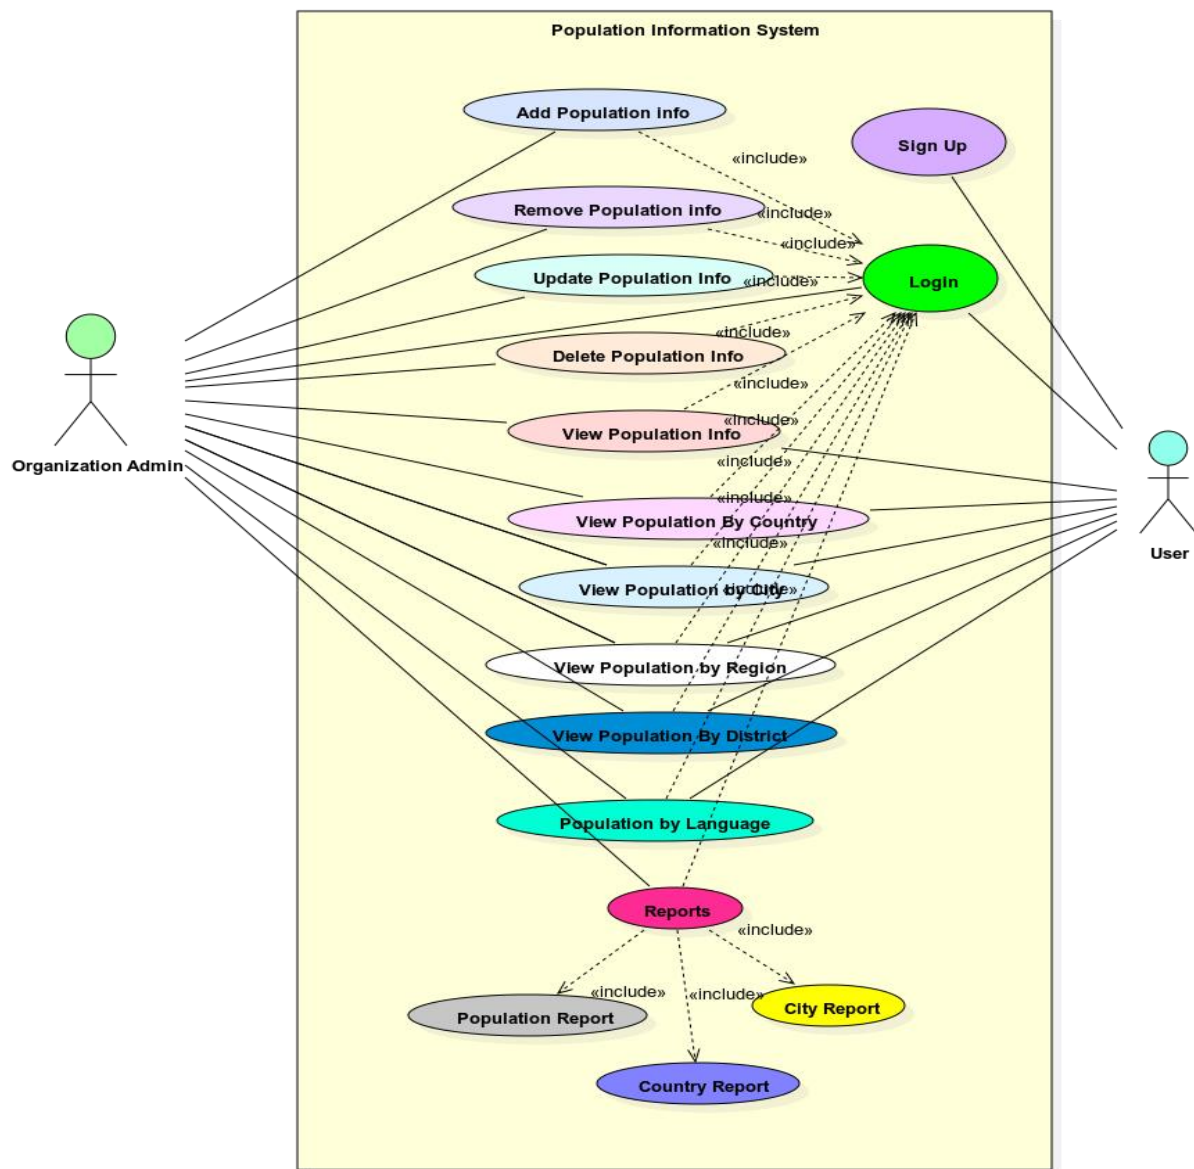 Population Information System
Add Population info
«include»
Sign Up
Remove Population info
«include»
«include»
Update Population Info
«include»
Login
«include»
Delete Population Info
«include»
View Population Info
«include»
Organization Admin
«include»
«include»
View Population By Country
«include»
User
View Population by City
«include»
View Population by Region
View Population By District
Population by Language
Reports
«include»
«include»
«include»
City Report
Population Report
Country Report